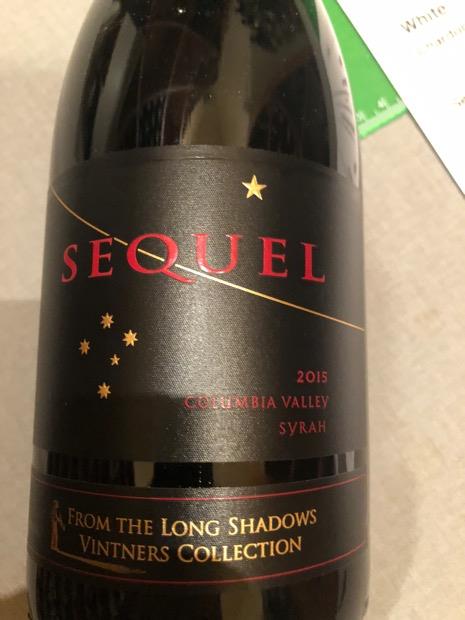 White
SEQUEL
2015
COLUMBIA VALLEY
SYRAH
FROM THE LONG SHADOWS
VINTNERS COLLECTION